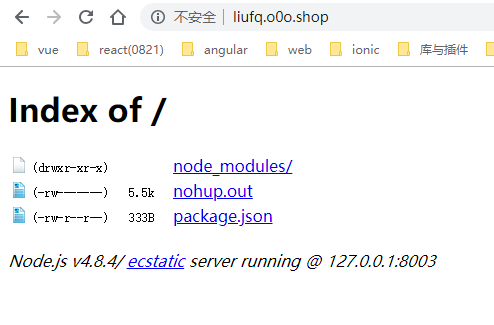 不安全 | liufq.o0o.shop
vue react(0821) angular web ionic 库与插件
Index of /
(drwxr-xr-x) node_modules/
(-rw-------) 5.5k nohup.out
(-rw-r--r--) 333B package.json
Node.js v4.8.4/ ecstatic server running @ 127.0.0.1:8003